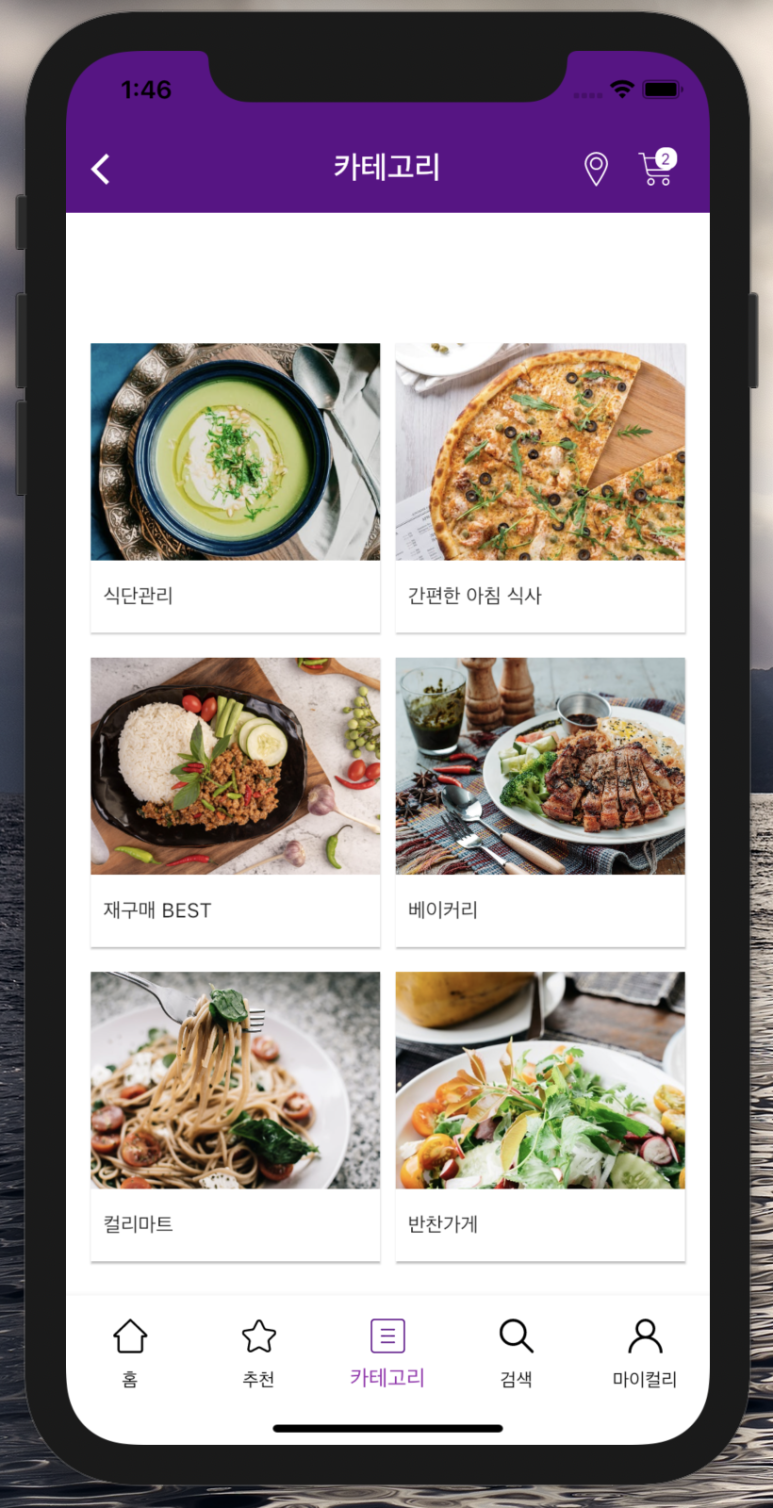 1:46
카테고리
2
식단관리
간편한 아침 식사
재구매 BEST
베이커리
컬리마트
반찬가게
홈
추천
카테고리
검색
마이컬리